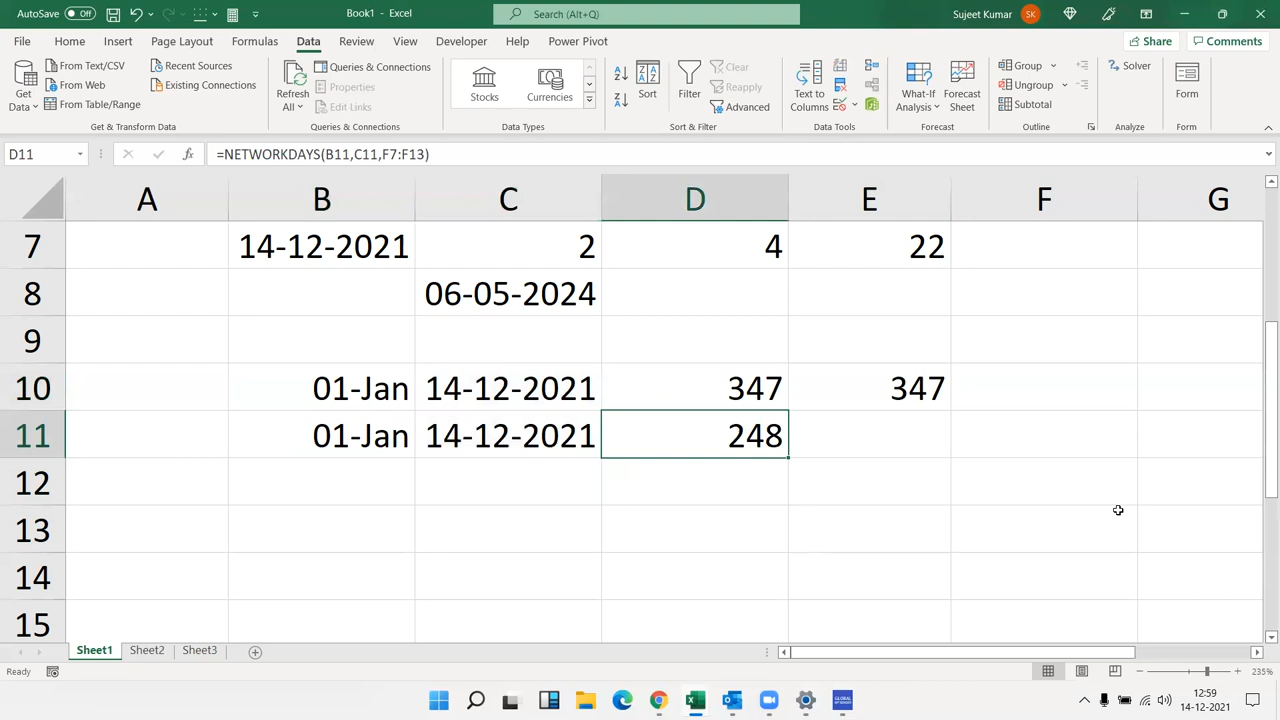 AutoSave Off Book1 - Excel Search (Alt+Q) Sujeet Kumar SK
File Home Insert Page Layout Formulas Data Review View Developer Help Power Pivot Share Comments
Get Data From Text/CSV From Web From Table/Range Recent Sources Existing Connections
Get & Transform Data
Refresh All Queries & Connections Properties Edit Links
Queries & Connections
Stocks Currencies
Data Types
Sort Filter Clear Reapply Advanced
Sort & Filter
Text to Columns
Data Tools
What-If Analysis Forecast Sheet
Forecast
Group Ungroup Subtotal
Outline
Solver
Analyze
Form
Form
D11 fx =NETWORKDAYS(B11,C11,F7:F13)
A B C D E F G
7 14-12-2021 2 4 22
8 06-05-2024
9
10 01-Jan 14-12-2021 347 347
11 01-Jan 14-12-2021 248
12
13
14
15
Sheet1 Sheet2 Sheet3
Ready 235%
12:59
14-12-2021